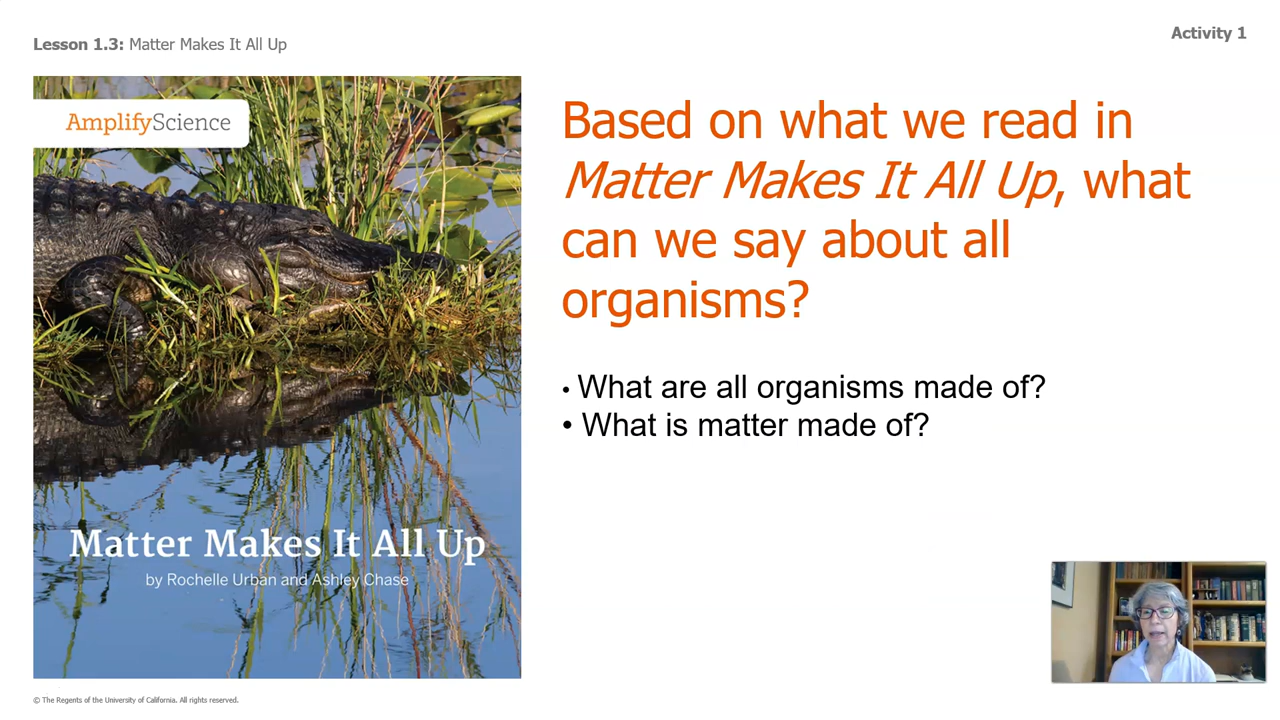 Lesson 1.3: Matter Makes It All Up
Activity 1
AmplifyScience
Based on what we read in
Matter Makes It All Up, what
can we say about all
organisms?
• What are all organisms made of?
• What is matter made of?
Matter Makes It All Up
by Rochelle Urban and Ashley Chase
© The Regents of the University of California. All rights reserved.